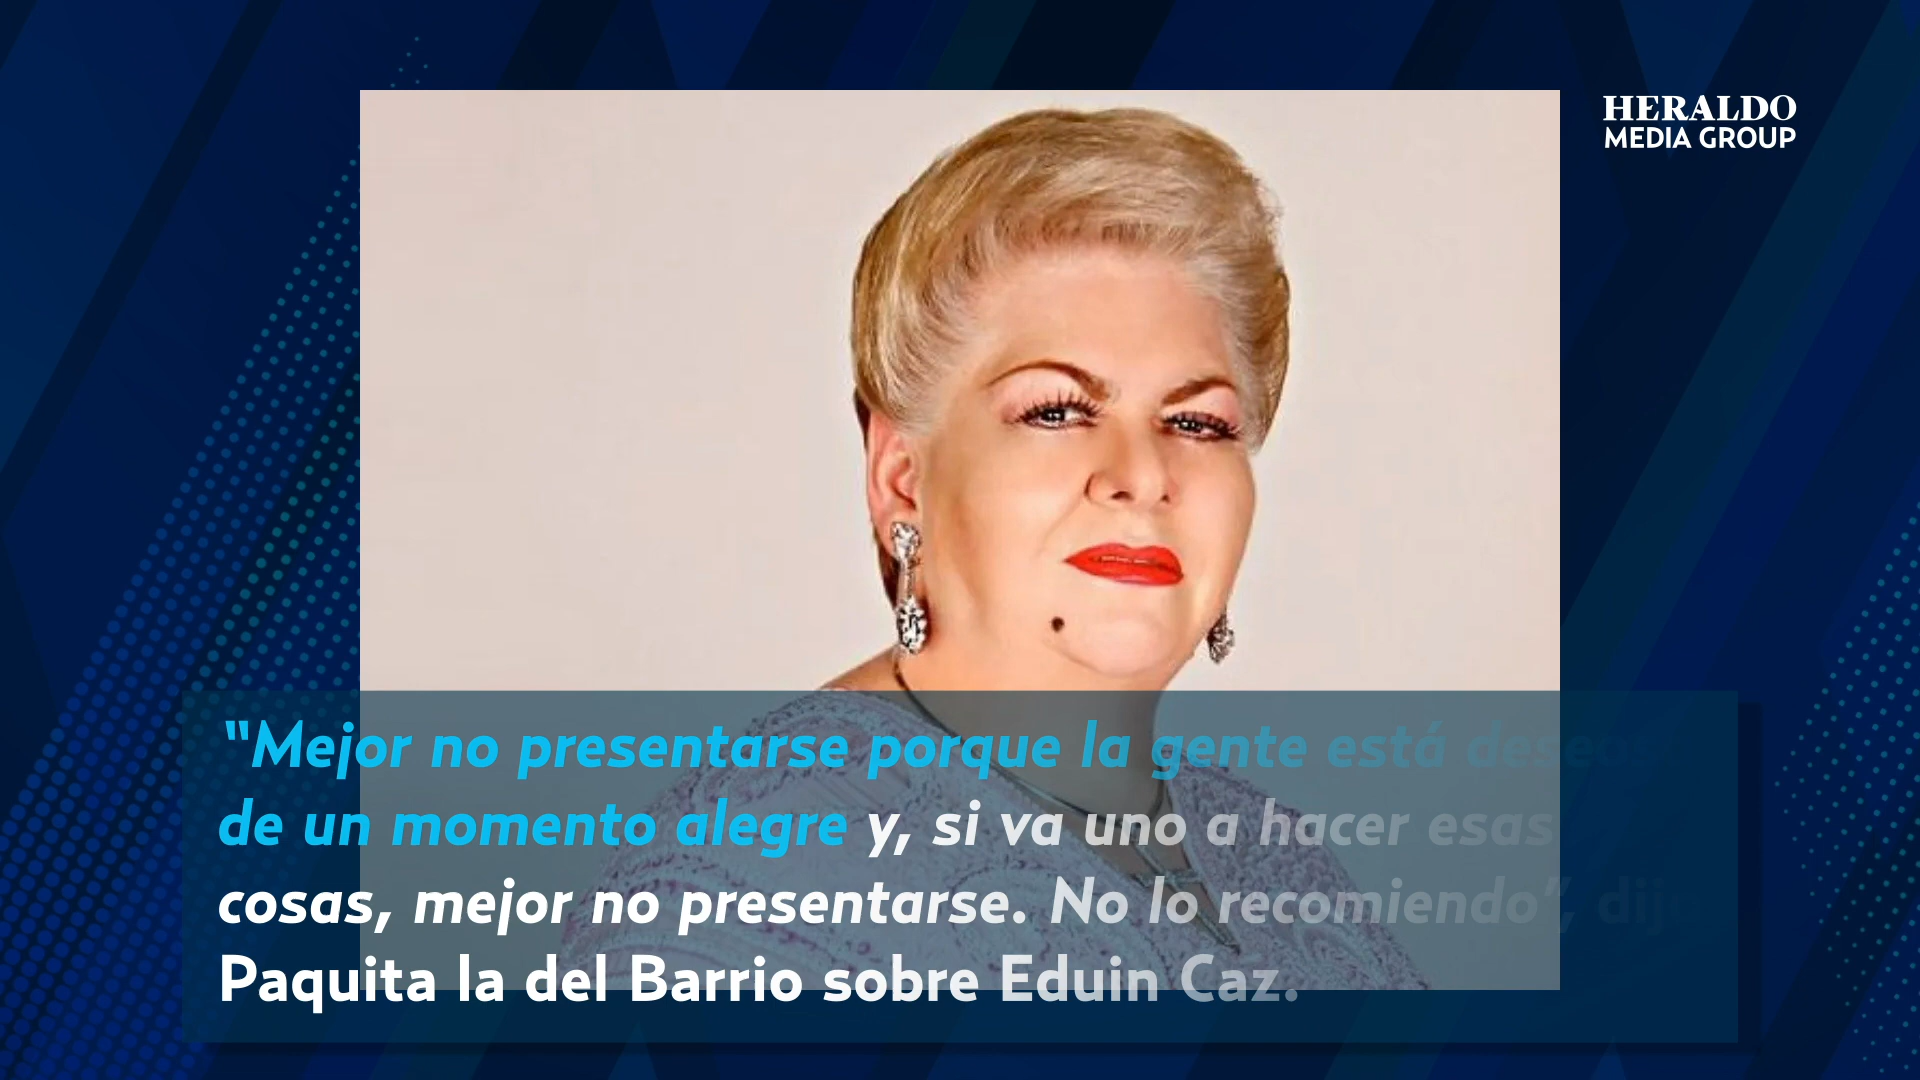 HERALDO
MEDIA GROUP
“Mejor no presentarse porque la gente está
de un momento alegre y, si va uno a hacer esas
cosas, mejor no presentarse. No lo recomiendo”, dijo
Paquita la del Barrio sobre Eduin Caz.